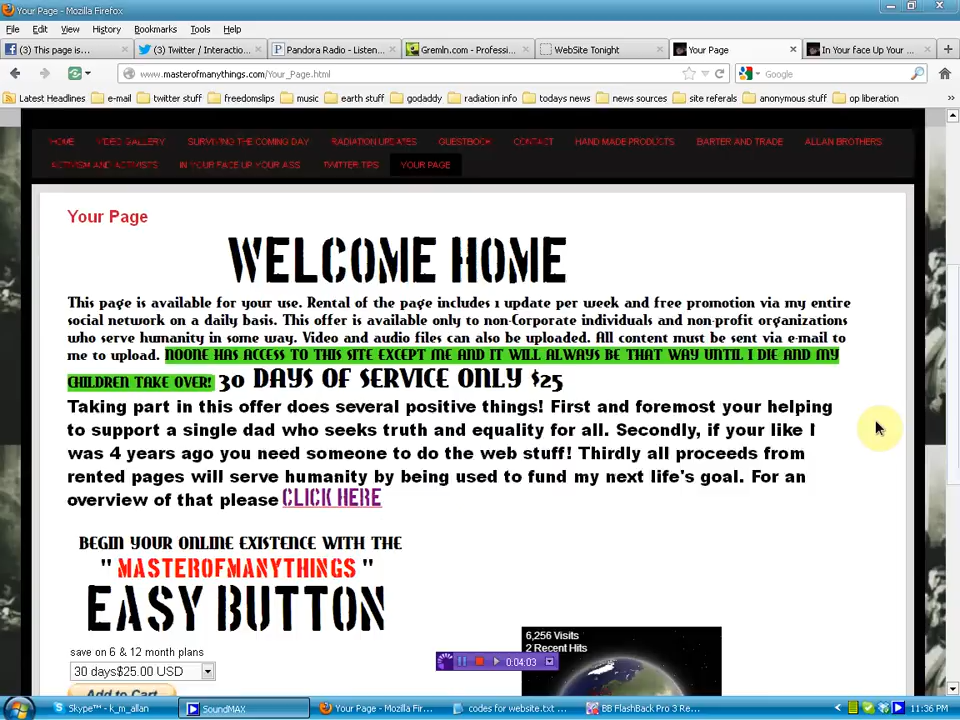 Your Page - Mozilla Firefox
File Edit View History Bookmarks Tools Help
(3) This page is...
(3) Twitter / Interactio...
Pandora Radio - Listen...
Gremln.com - Professi...
WebSite Tonight
Your Page
In Your face Up Your ...
www.masterofmanythings.com/Your_Page.html
Google
Latest Headlines e-mail twitter stuff freedomslips music earth stuff godaddy radiation info todays news news sources site referals anonymous stuff op liberation
HOME VIDEO GALLERY SURVIVING THE COMING DAY RADIATION UPDATES GUESTBOOK CONTACT HAND MADE PRODUCTS BARTER AND TRADE ALLAN BROTHERS
ACTIVISM AND ACTIVISTS IN YOUR FACE UP YOUR ASS TWITTER TIPS YOUR PAGE
Your Page
WELCOME HOME
This page is available for your use. Rental of the page includes 1 update per week and free promotion via my entire
social network on a daily basis. This offer is available only to non-Corporate individuals and non-profit organizations
who serve humanity in some way. Video and audio files can also be uploaded. All content must be sent via e-mail to
me to upload. NOONE HAS ACCESS TO THIS SITE EXCEPT ME AND IT WILL ALWAYS BE THAT WAY UNTIL I DIE AND MY
CHILDREN TAKE OVER! 30 DAYS OF SERVICE ONLY $25
Taking part in this offer does several positive things! First and foremost your helping
to support a single dad who seeks truth and equality for all. Secondly, if your like I
was 4 years ago you need someone to do the web stuff! Thirdly all proceeds from
rented pages will serve humanity by being used to fund my next life's goal. For an
overview of that please CLICK HERE
BEGIN YOUR ONLINE EXISTENCE WITH THE
" MASTEROFMANYTHINGS "
EASY BUTTON
save on 6 & 12 month plans
30 days$25.00 USD
Add to Cart
6,256 Visits
2 Recent Hits
0:04:03
Skype™ - k_m_allan
SoundMAX
Your Page - Mozilla Fir...
codes for website.txt ...
BB FlashBack Pro 3 Re...
11:36 PM